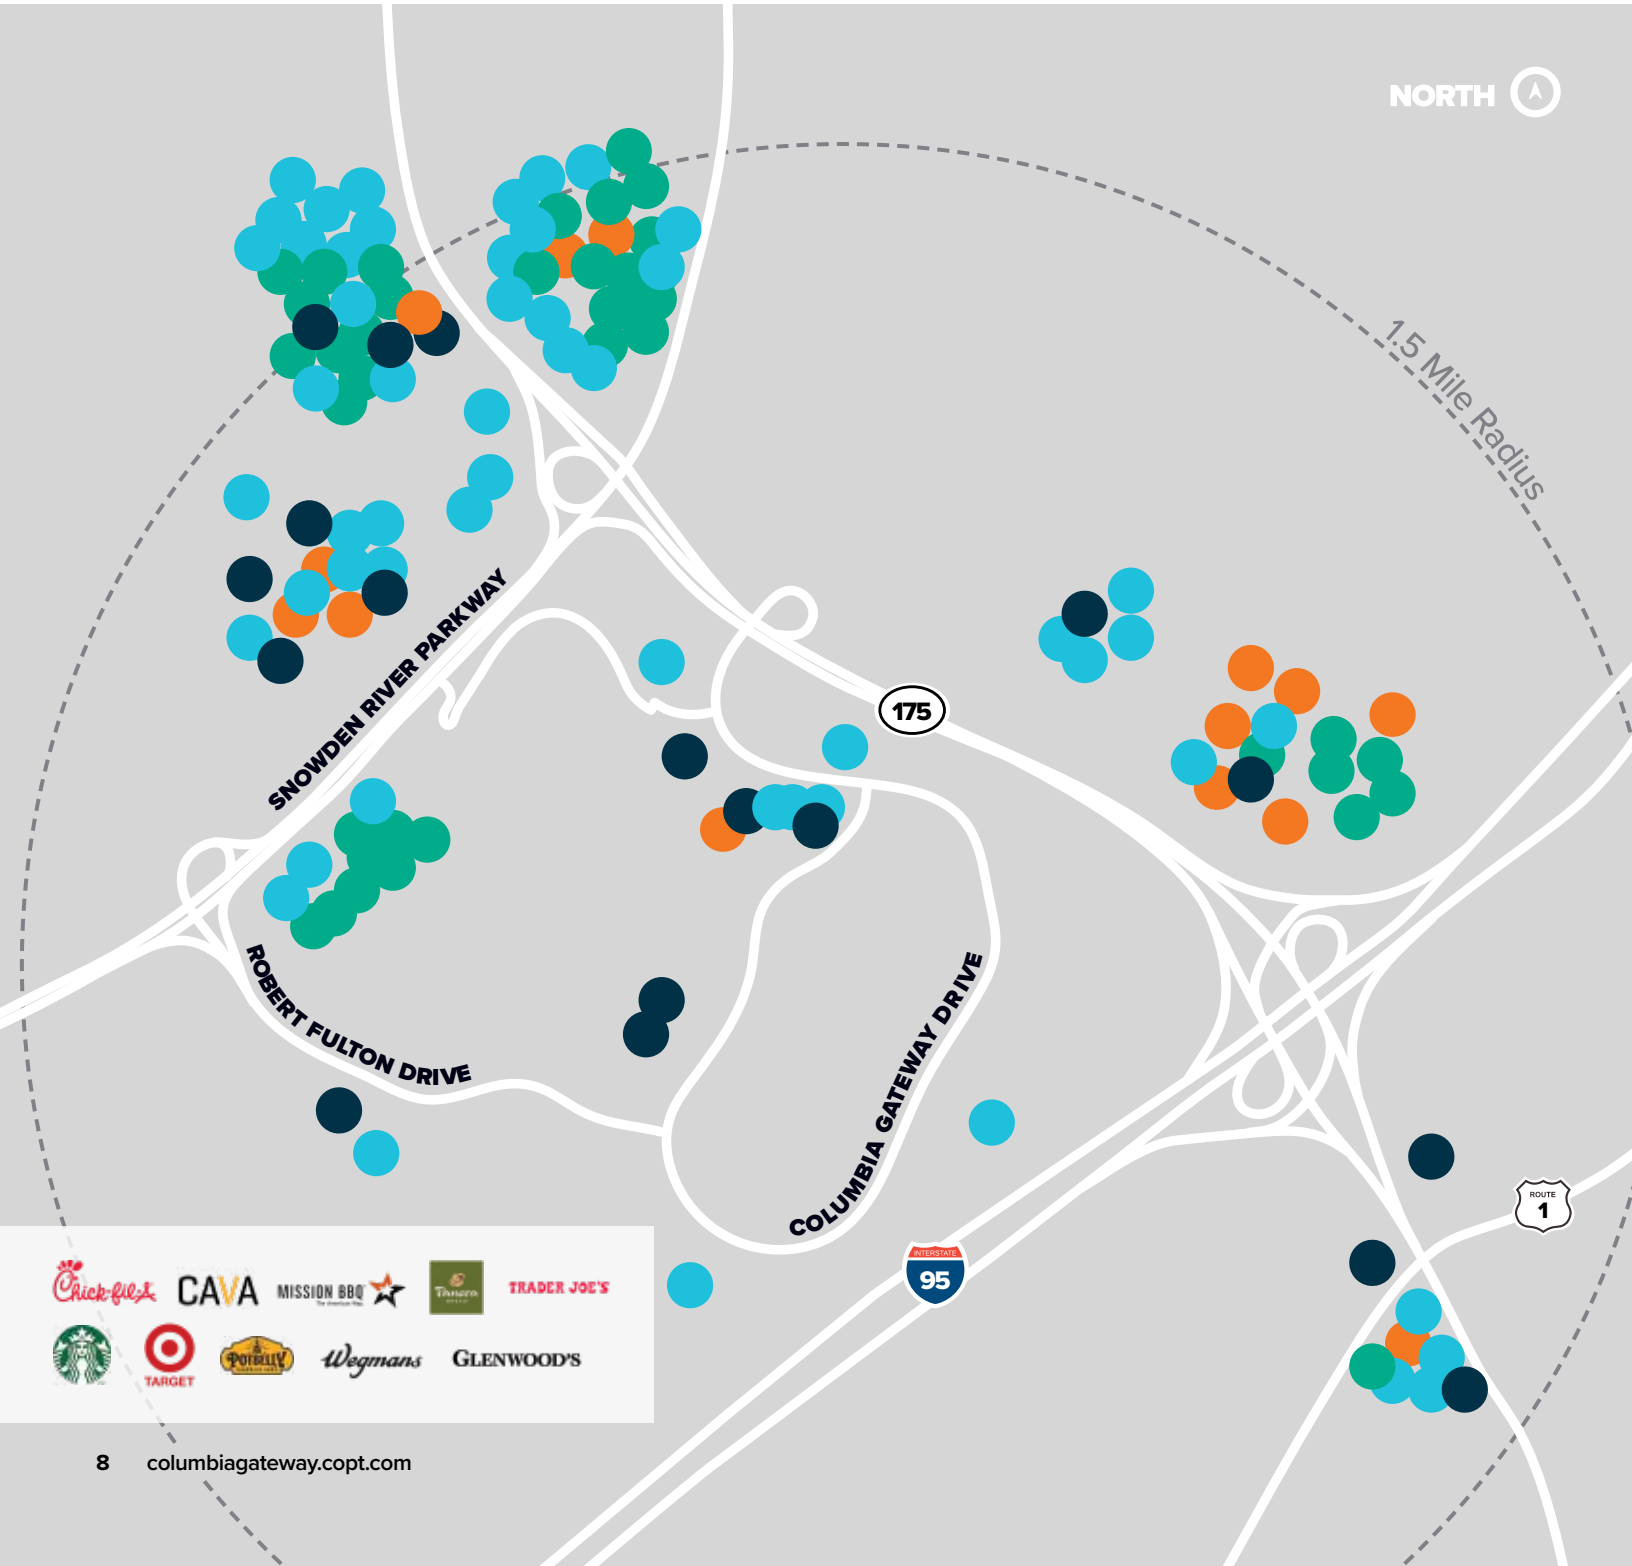 NORTH
1.5 Mile Radius
SNOWDEN RIVER PARKWAY
175
ROBERT FULTON DRIVE
COLUMBIA GATEWAY DRIVE
ROUTE
1
INTERSTATE
95
Chick-fil-A
CAVA
MISSION BBQ
Panera
TRADER JOE'S
TARGET
POTBELLY
Wegmans
GLENWOOD'S
8 columbiagateway.copt.com